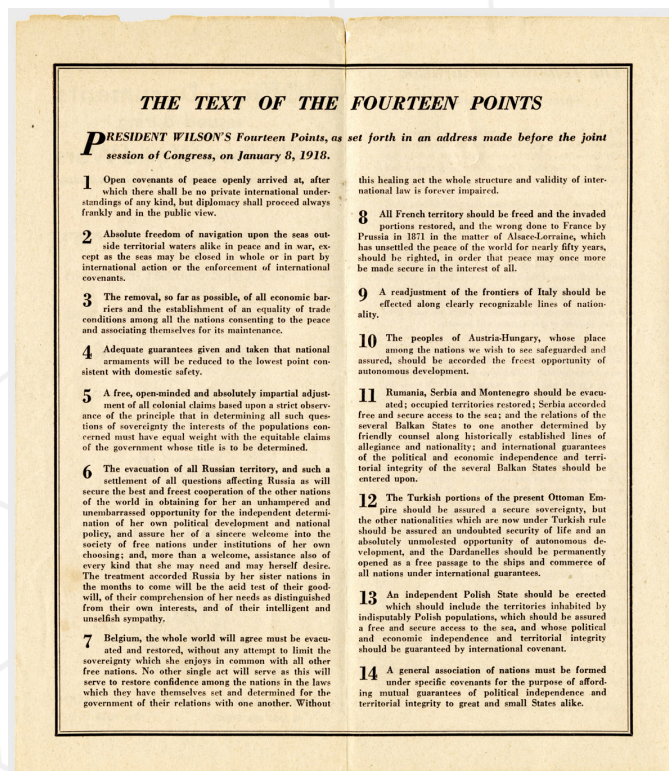 THE TEXT OF THE FOURTEEN POINTS
PRESIDENT WILSON'S Fourteen Points, as set forth in an address made before the joint
session of Congress, on January 8, 1918.
1 Open covenants of peace openly arrived at, after
which there shall be no private international under-
standings of any kind, but diplomacy shall proceed always
frankly and in the public view.
2 Absolute freedom of navigation upon the seas out-
side territorial waters alike in peace and in war, ex-
cept as the seas may be closed in whole or in part by
international action or the enforcement of international
covenants.
3 The removal, so far as possible, of all economic bar-
riers and the establishment of an equality of trade
conditions among all the nations consenting to the peace
and associating themselves for its maintenance.
4 Adequate guarantees given and taken that national
armaments will be reduced to the lowest point con-
sistent with domestic safety.
5 A free, open-minded and absolutely impartial adjust-
ment of all colonial claims based upon a strict observ-
ance of the principle that in determining all such ques-
tions of sovereignty the interests of the populations con-
cerned must have equal weight with the equitable claims
of the government whose title is to be determined.
6 The evacuation of all Russian territory, and such a
settlement of all questions affecting Russia as will
secure the best and freest cooperation of the other nations
of the world in obtaining for her an unhampered and
unembarrassed opportunity for the independent determi-
nation of her own political development and national
policy, and assure her of a sincere welcome into the
society of free nations under institutions of her own
choosing; and, more than a welcome, assistance also of
every kind that she may need and may herself desire.
The treatment accorded Russia by her sister nations in
the months to come will be the acid test of their good-
will, of their comprehension of her needs as distinguished
from their own interests, and of their intelligent and
unselfish sympathy.
7 Belgium, the whole world will agree must be evacu-
ated and restored, without any attempt to limit the
sovereignty which she enjoys in common with all other
free nations. No other single act will serve as this will
serve to restore confidence among the nations in the laws
which they have themselves set and determined for the
government of their relations with one another. Without
this healing act the whole structure and validity of inter-
national law is forever impaired.
8 All French territory should be freed and the invaded
portions restored, and the wrong done to France by
Prussia in 1871 in the matter of Alsace-Lorraine, which
has unsettled the peace of the world for nearly fifty years,
should be righted, in order that peace may once more
be made secure in the interest of all.
9 A readjustment of the frontiers of Italy should be
effected along clearly recognizable lines of nation-
ality.
10 The peoples of Austria-Hungary, whose place
among the nations we wish to see safeguarded and
assured, should be accorded the freest opportunity of
autonomous development.
11 Rumania, Serbia and Montenegro should be evacu-
ated; occupied territories restored; Serbia accorded
free and secure access to the sea; and the relations of the
several Balkan States to one another determined by
friendly counsel along historically established lines of
allegiance and nationality; and international guarantees
of the political and economic independence and terri-
torial integrity of the several Balkan States should be
entered upon.
12 The Turkish portions of the present Ottoman Em-
pire should be assured a secure sovereignty, but
the other nationalities which are now under Turkish rule
should be assured an undoubted security of life and an
absolutely unmolested opportunity of autonomous de-
velopment, and the Dardanelles should be permanently
opened as a free passage to the ships and commerce of
all nations under international guarantees.
13 An independent Polish State should be erected
which should include the territories inhabited by
indisputably Polish populations, which should be assured
a free and secure access to the sea, and whose political
and economic independence and territorial integrity
should be guaranteed by international covenant.
14 A general association of nations must be formed
under specific covenants for the purpose of afford-
ing mutual guarantees of political independence and
territorial integrity to great and small States alike.